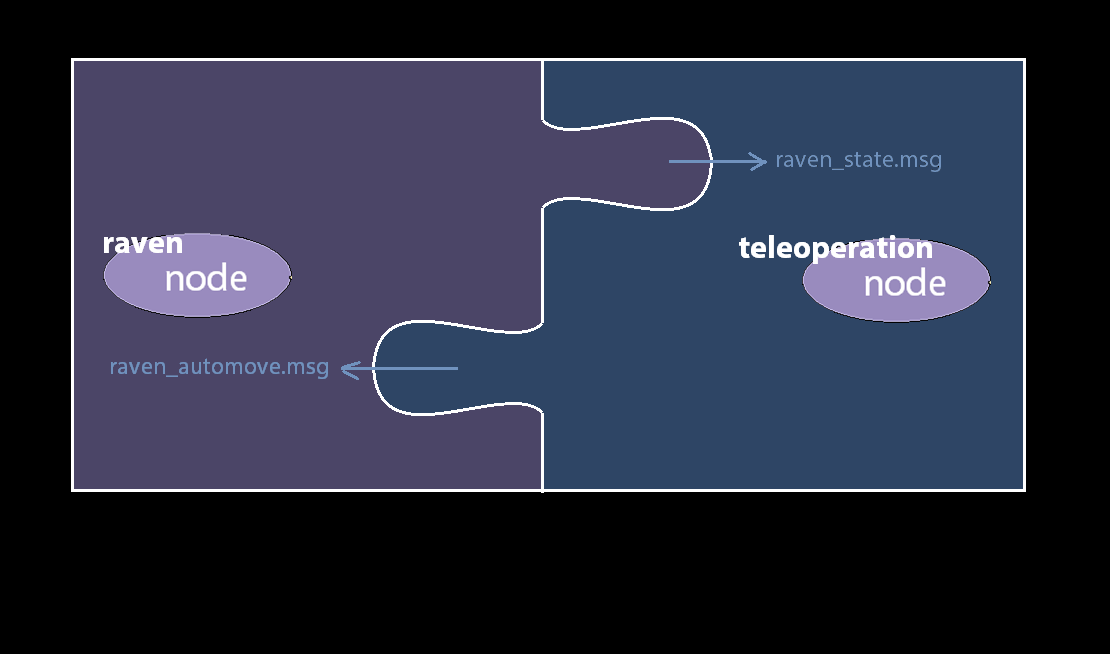 raven_state.msg
raven
node
teleoperation
node
raven_automove.msg